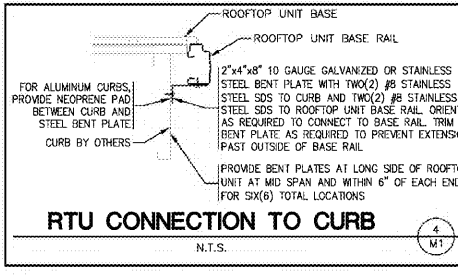 ROOFTOP UNIT BASE
ROOFTOP UNIT BASE RAIL
2"x4"x8" 10 GAUGE GALVANIZED OR STAINLESS
STEEL BENT PLATE WITH TWO(2) #8 STAINLESS
STEEL SDS TO CURB AND TWO(2) #8 STAINLESS
STEEL SDS TO ROOFTOP UNIT BASE RAIL ORIENT
AS REQUIRED TO CONNECT TO BASE RAIL TRIM
BENT PLATE AS REQUIRED TO PREVENT EXTENSI
PAST OUTSIDE OF BASE RAIL
FOR ALUMINUM CURBS,
PROVIDE NEOPRENE PAD
BETWEEN CURB AND
STEEL BENT PLATE
CURB BY OTHERS
PROVIDE BENT PLATES AT LONG SIDE OF ROOFT
UNIT AT MID SPAN AND WITHIN 6" OF EACH END
FOR SIX(6) TOTAL LOCATIONS
RTU CONNECTION TO CURB
N.T.S.
4
M1